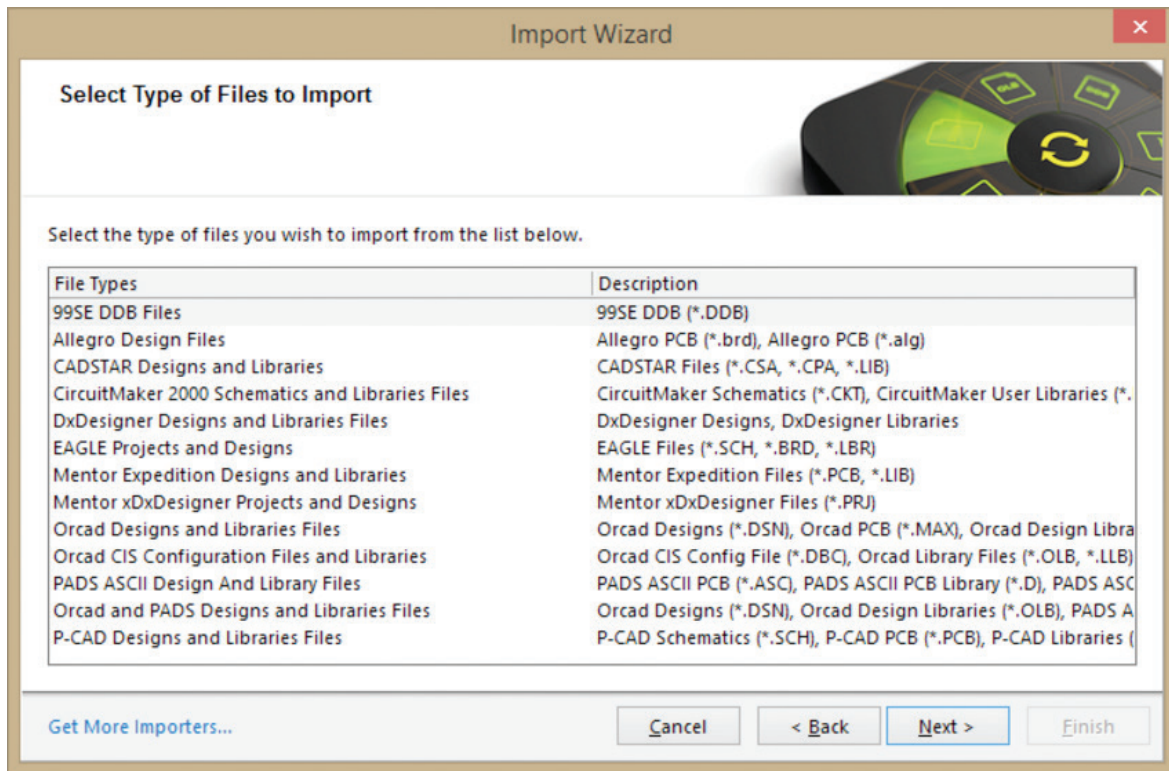 Import Wizard
Select Type of Files to Import
OLB
DDB
Select the type of files you wish to import from the list below.
File Types Description
99SE DDB Files 99SE DDB (*.DDB)
Allegro Design Files Allegro PCB (*.brd), Allegro PCB (*.alg)
CADSTAR Designs and Libraries CADSTAR Files (*.CSA, *.CPA, *.LIB)
CircuitMaker 2000 Schematics and Libraries Files CircuitMaker Schematics (*.CKT), CircuitMaker User Libraries (*.
DxDesigner Designs and Libraries Files DxDesigner Designs, DxDesigner Libraries
EAGLE Projects and Designs EAGLE Files (*.SCH, *.BRD, *.LBR)
Mentor Expedition Designs and Libraries Mentor Expedition Files (*.PCB, *.LIB)
Mentor xDxDesigner Projects and Designs Mentor xDxDesigner Files (*.PRJ)
Orcad Designs and Libraries Files Orcad Designs (*.DSN), Orcad PCB (*.MAX), Orcad Design Libra
Orcad CIS Configuration Files and Libraries Orcad CIS Config File (*.DBC), Orcad Library Files (*.OLB, *.LLB)
PADS ASCII Design And Library Files PADS ASCII PCB (*.ASC), PADS ASCII PCB Library (*.D), PADS ASC
Orcad and PADS Designs and Libraries Files Orcad Designs (*.DSN), Orcad Design Libraries (*.OLB), PADS A
P-CAD Designs and Libraries Files P-CAD Schematics (*.SCH), P-CAD PCB (*.PCB), P-CAD Libraries (
Get More Importers... Cancel < Back Next > Finish